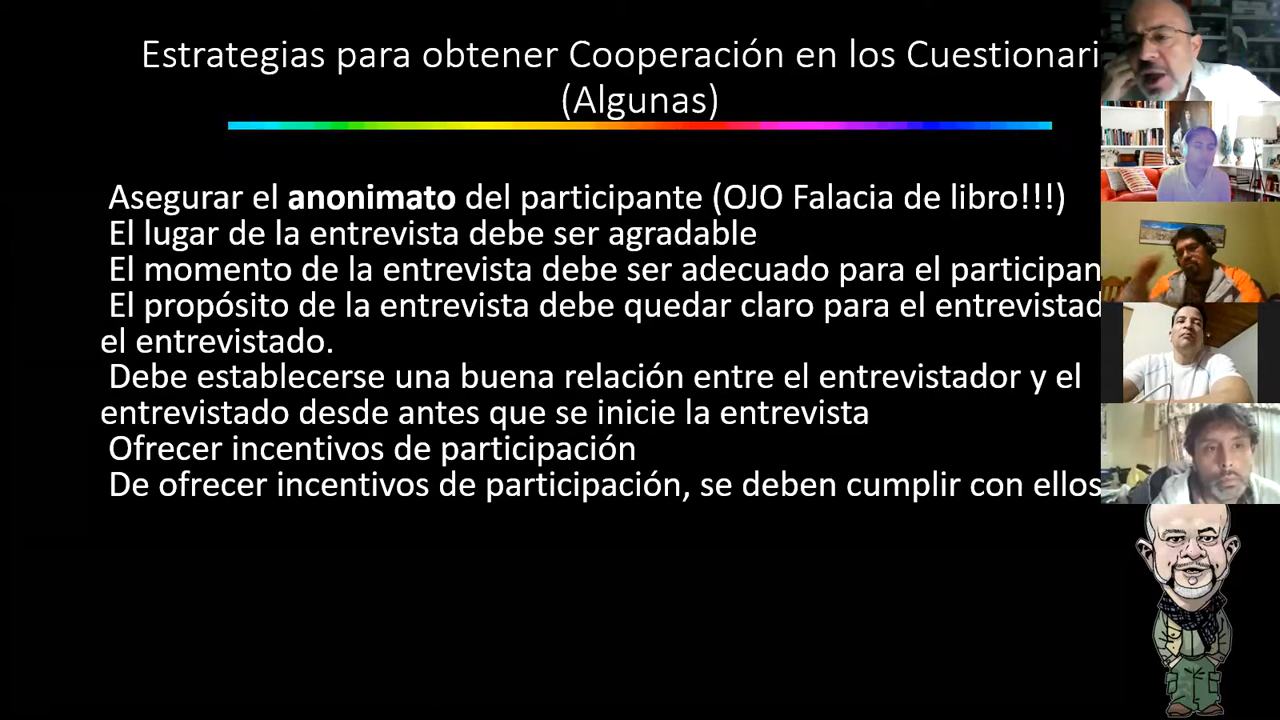 Estrategias para obtener Cooperación en los Cuestionari
(Algunas)
Asegurar el anonimato del participante (OJO Falacia de libro!!!)
El lugar de la entrevista debe ser agradable
El momento de la entrevista debe ser adecuado para el participan
El propósito de la entrevista debe quedar claro para el entrevistad
el entrevistado.
Debe establecerse una buena relación entre el entrevistador y el
entrevistado desde antes que se inicie la entrevista
Ofrecer incentivos de participación
De ofrecer incentivos de participación, se deben cumplir con ellos